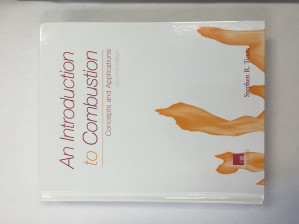 An Introduction
to Combustion
Concepts and Applications
Stephen R. Turns